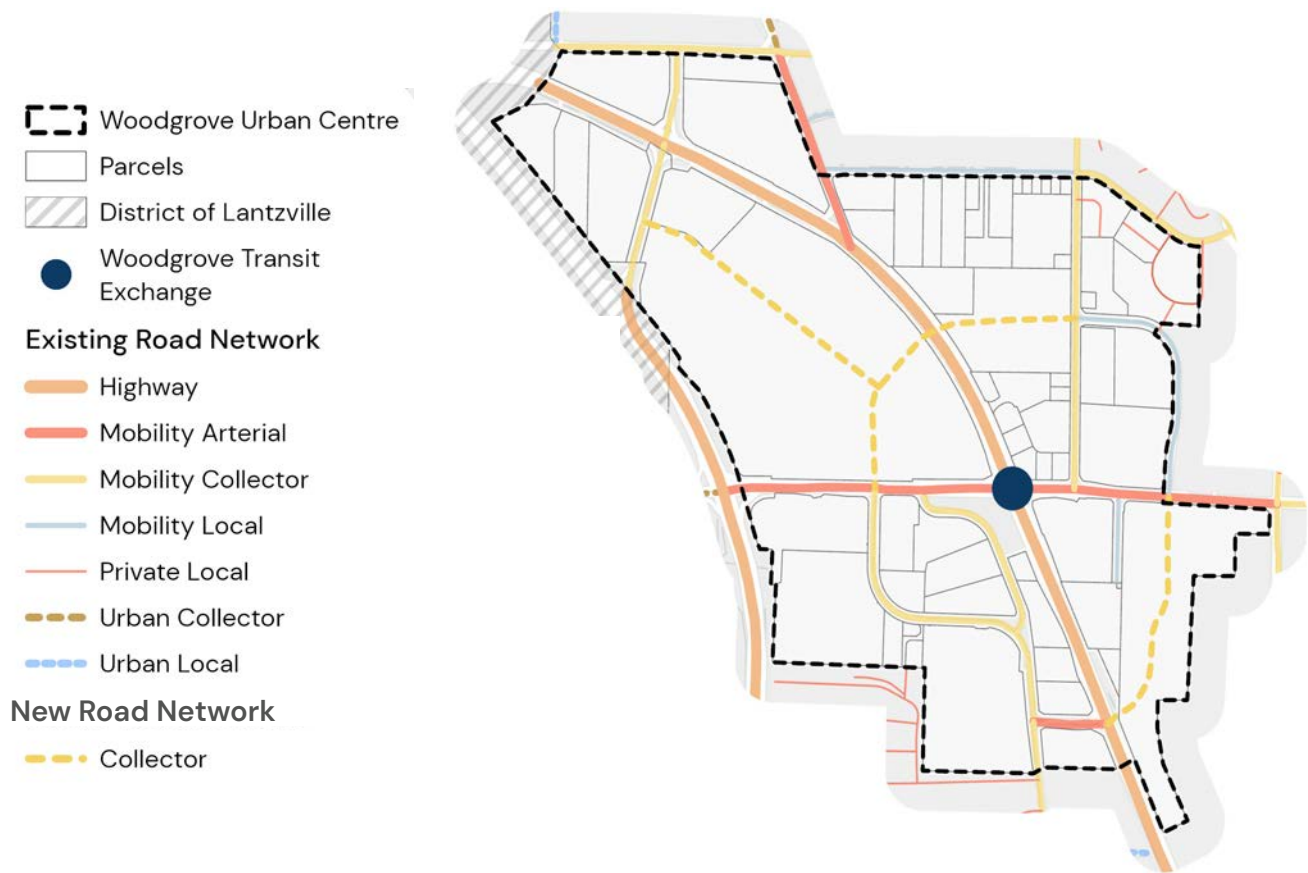 Woodgrove Urban Centre
Parcels
District of Lantzville
Woodgrove Transit
Exchange
Existing Road Network
Highway
Mobility Arterial
Mobility Collector
Mobility Local
Private Local
Urban Collector
Urban Local
New Road Network
Collector